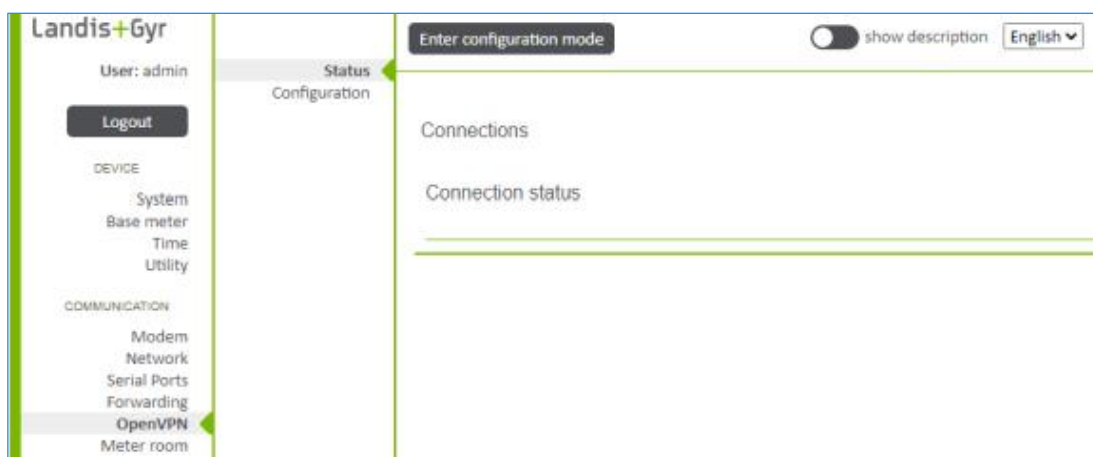 Landis+Gyr
User: admin
Logout
DEVICE
System
Base meter
Time
Utility
COMMUNICATION
Modem
Network
Serial Ports
Forwarding
OpenVPN
Meter room
Status
Configuration
Enter configuration mode
show description
English
Connections
Connection status